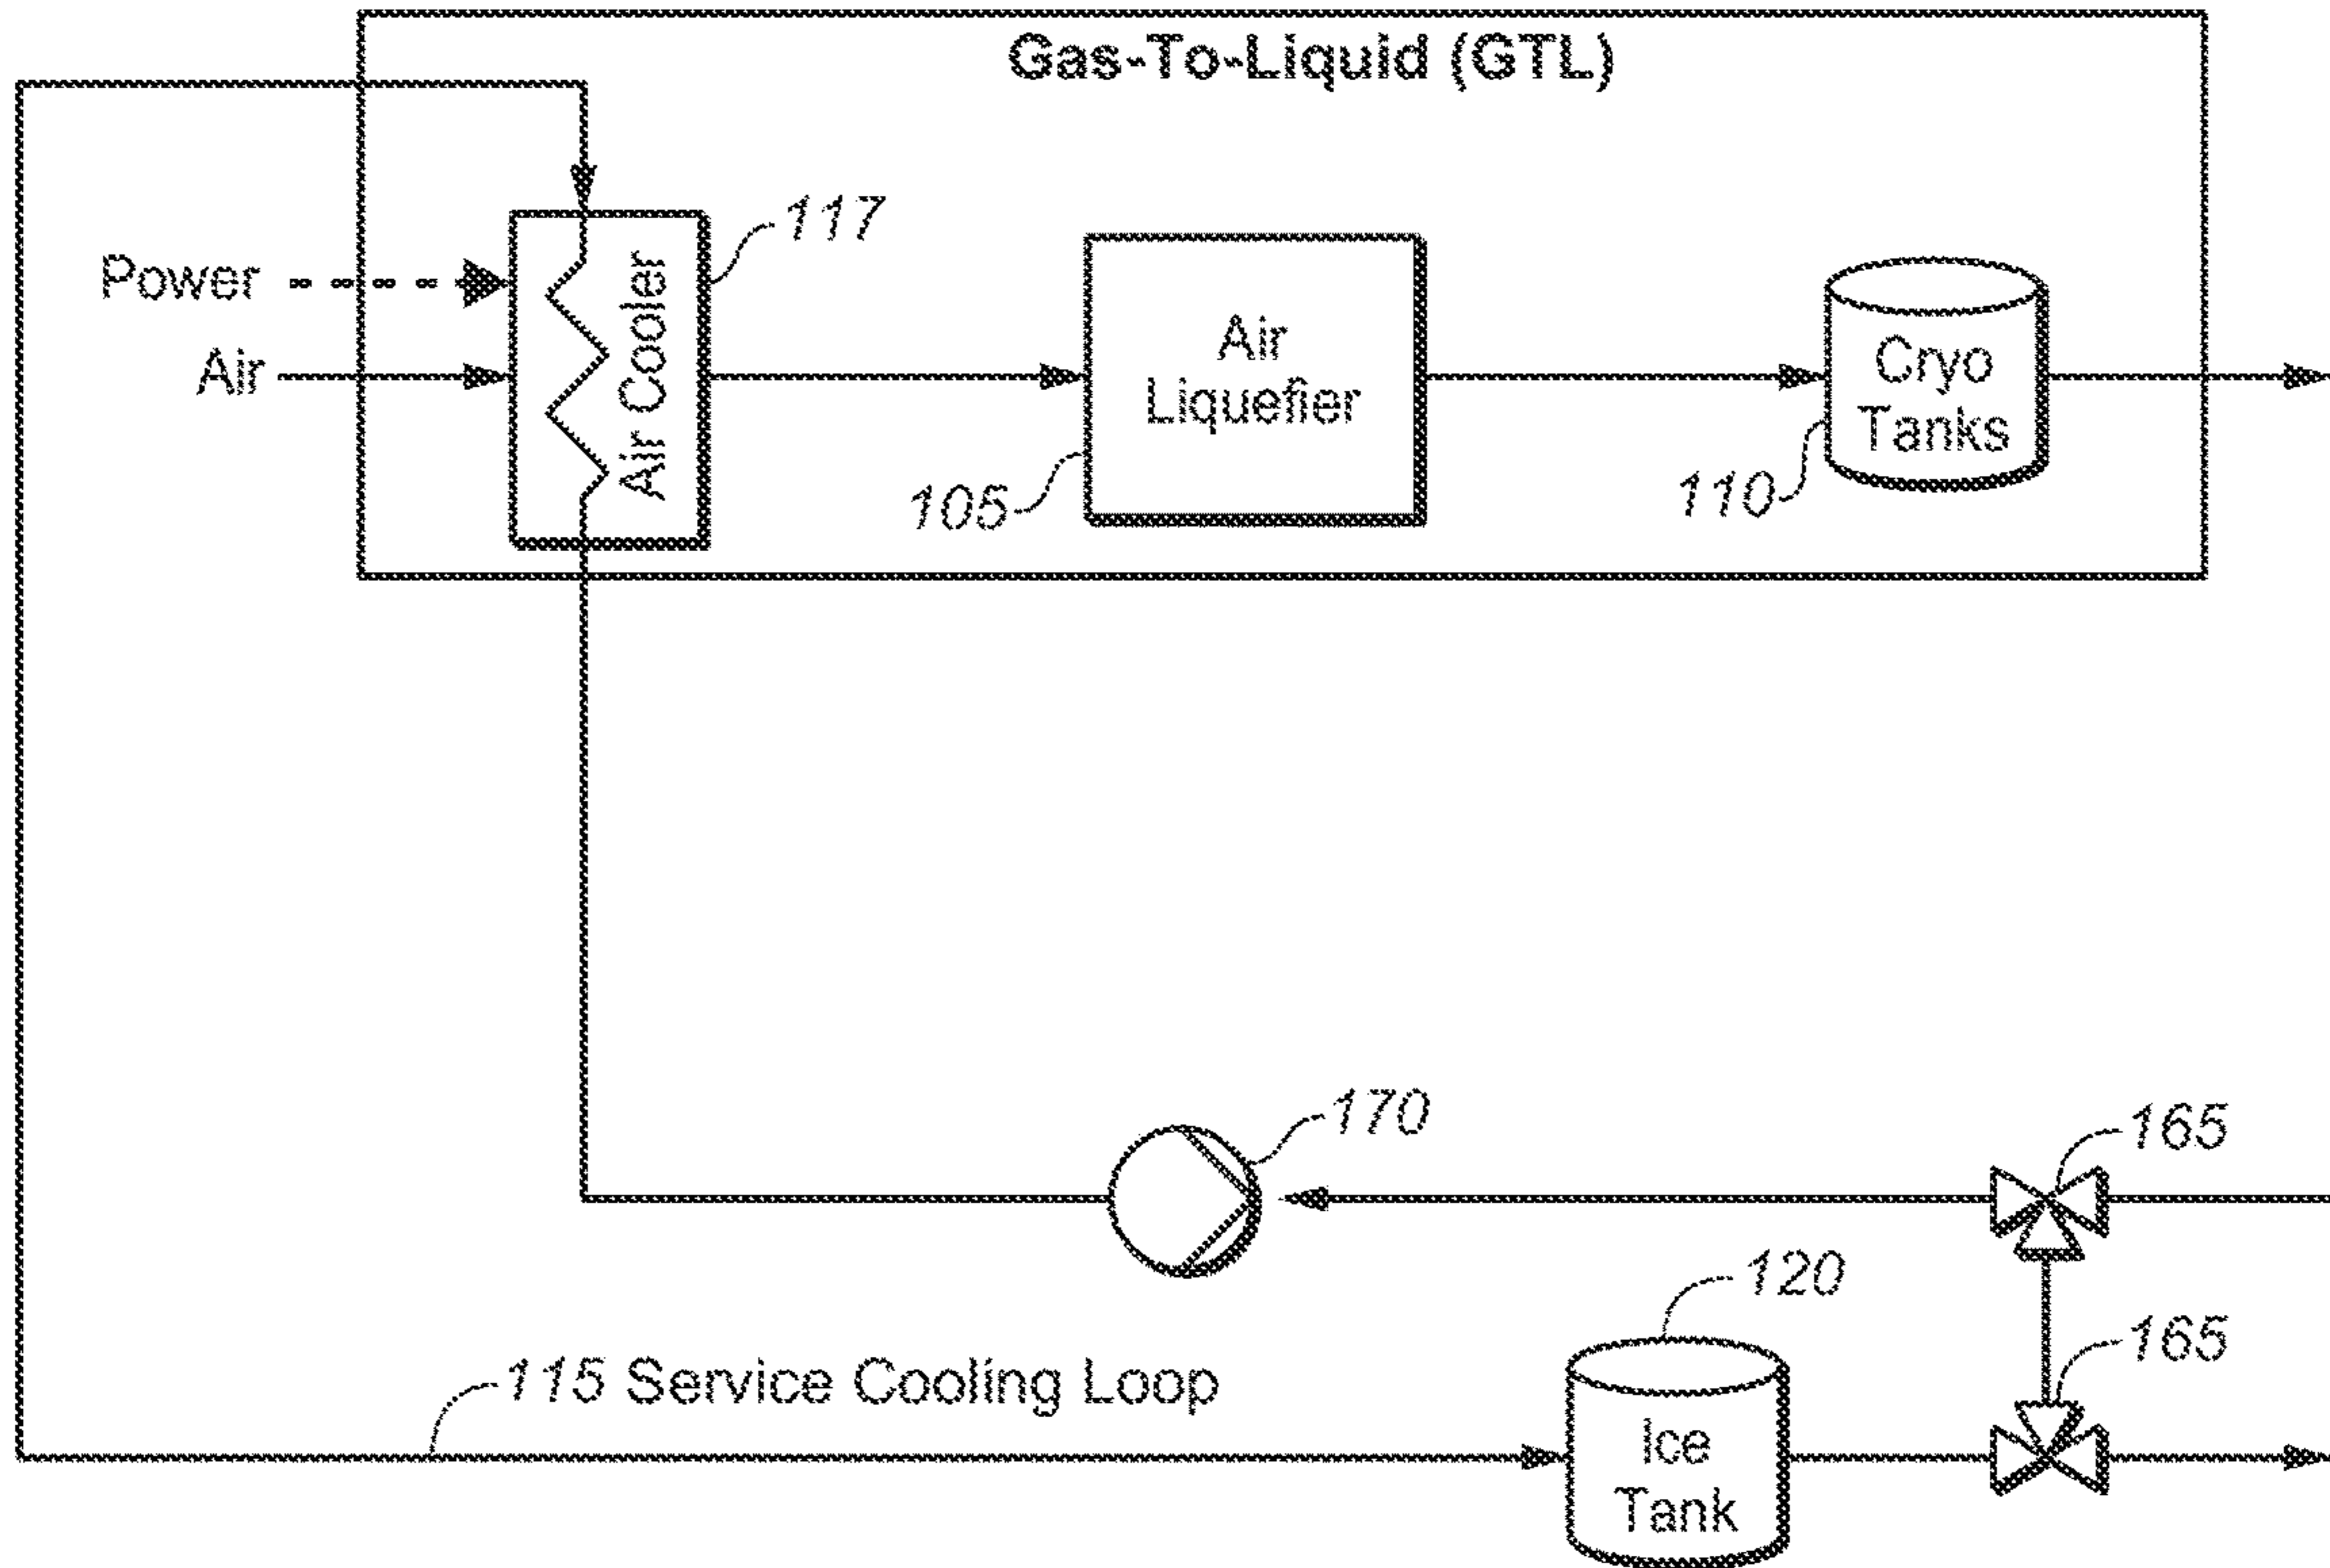 Gas-To-Liquid (GTL)
117
Power
Air
Air Cooler
Air
Liquefier
105
Cryo
Tanks
110
170
165
120
165
115 Service Cooling Loop
Ice
Tank